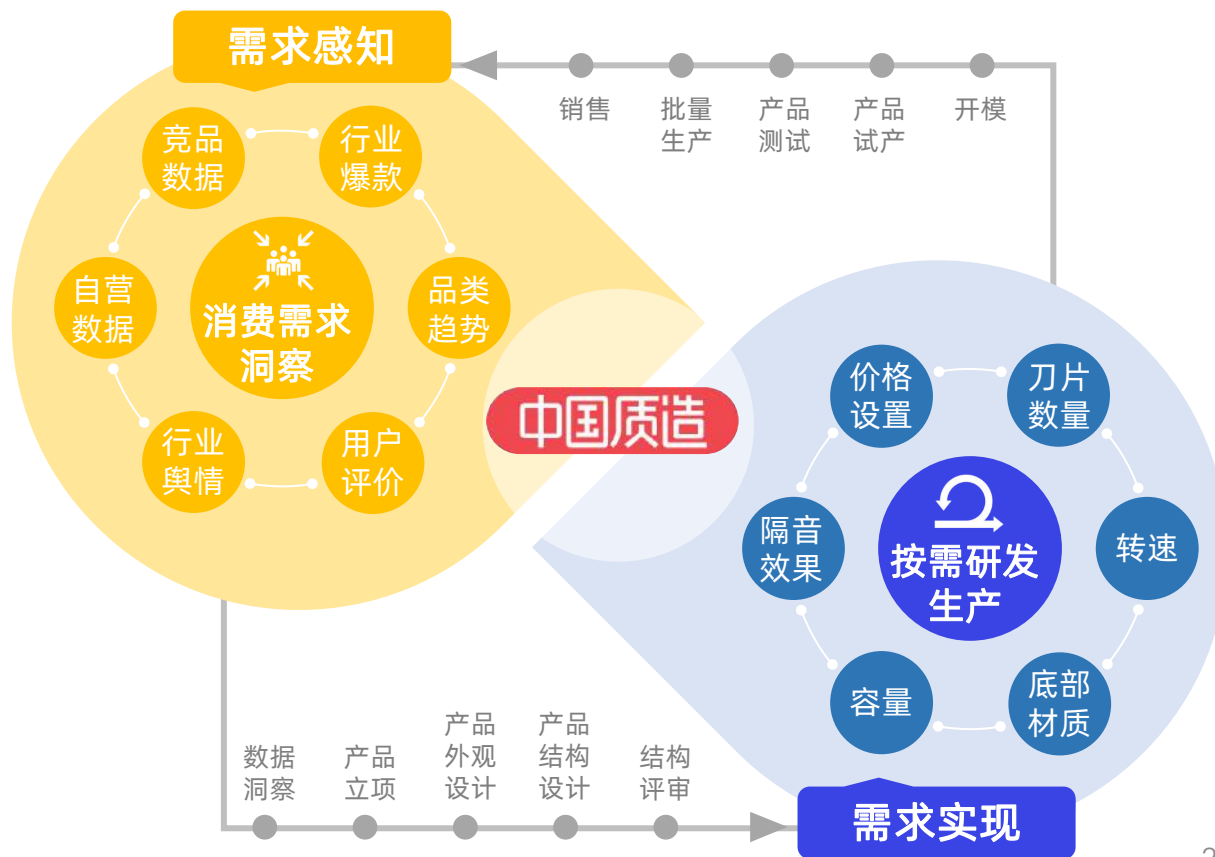 需求感知
销售
批量
生产
产品
测试
产品
试产
开模
竞品
数据
行业
爆款
自营
数据
消费需求
洞察
品类
趋势
行业
舆情
用户
评价
中国质造
价格
设置
刀片
数量
隔音
效果
按需研发
生产
转速
容量
底部
材质
数据
洞察
产品
立项
产品
外观
设计
产品
结构
设计
结构
评审
需求实现